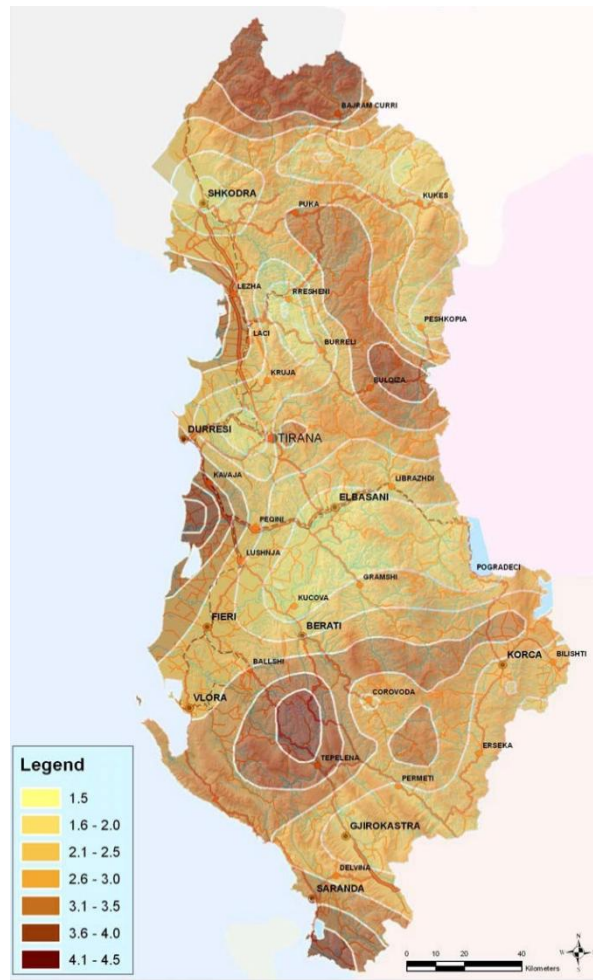 BAJRAM CURRI
SHKODRA
KUKES
PUKA
LEZHA
RRESHENI
PESHKOPIA
LACI
BURRELI
KRUJA
BULQIZA
DURRESI
TIRANA
KAVAJA
LIBRAZHDI
ELBASANI
PEQINI
LUSHNJA
POGRADECI
GRAMSHI
KUCOVA
FIERI
BERATI
KORCA
BILISHTI
BALLSHI
COROVODA
VLORA
ERSEKA
TEPELENA
PERMETI
GJIROKASTRA
DELVINA
SARANDA
Legend
1.5
1.6 - 2.0
2.1 - 2.5
2.6 - 3.0
3.1 - 3.5
3.6 - 4.0
4.1 - 4.5
N
W
S
0 10 20 40
Kilometers